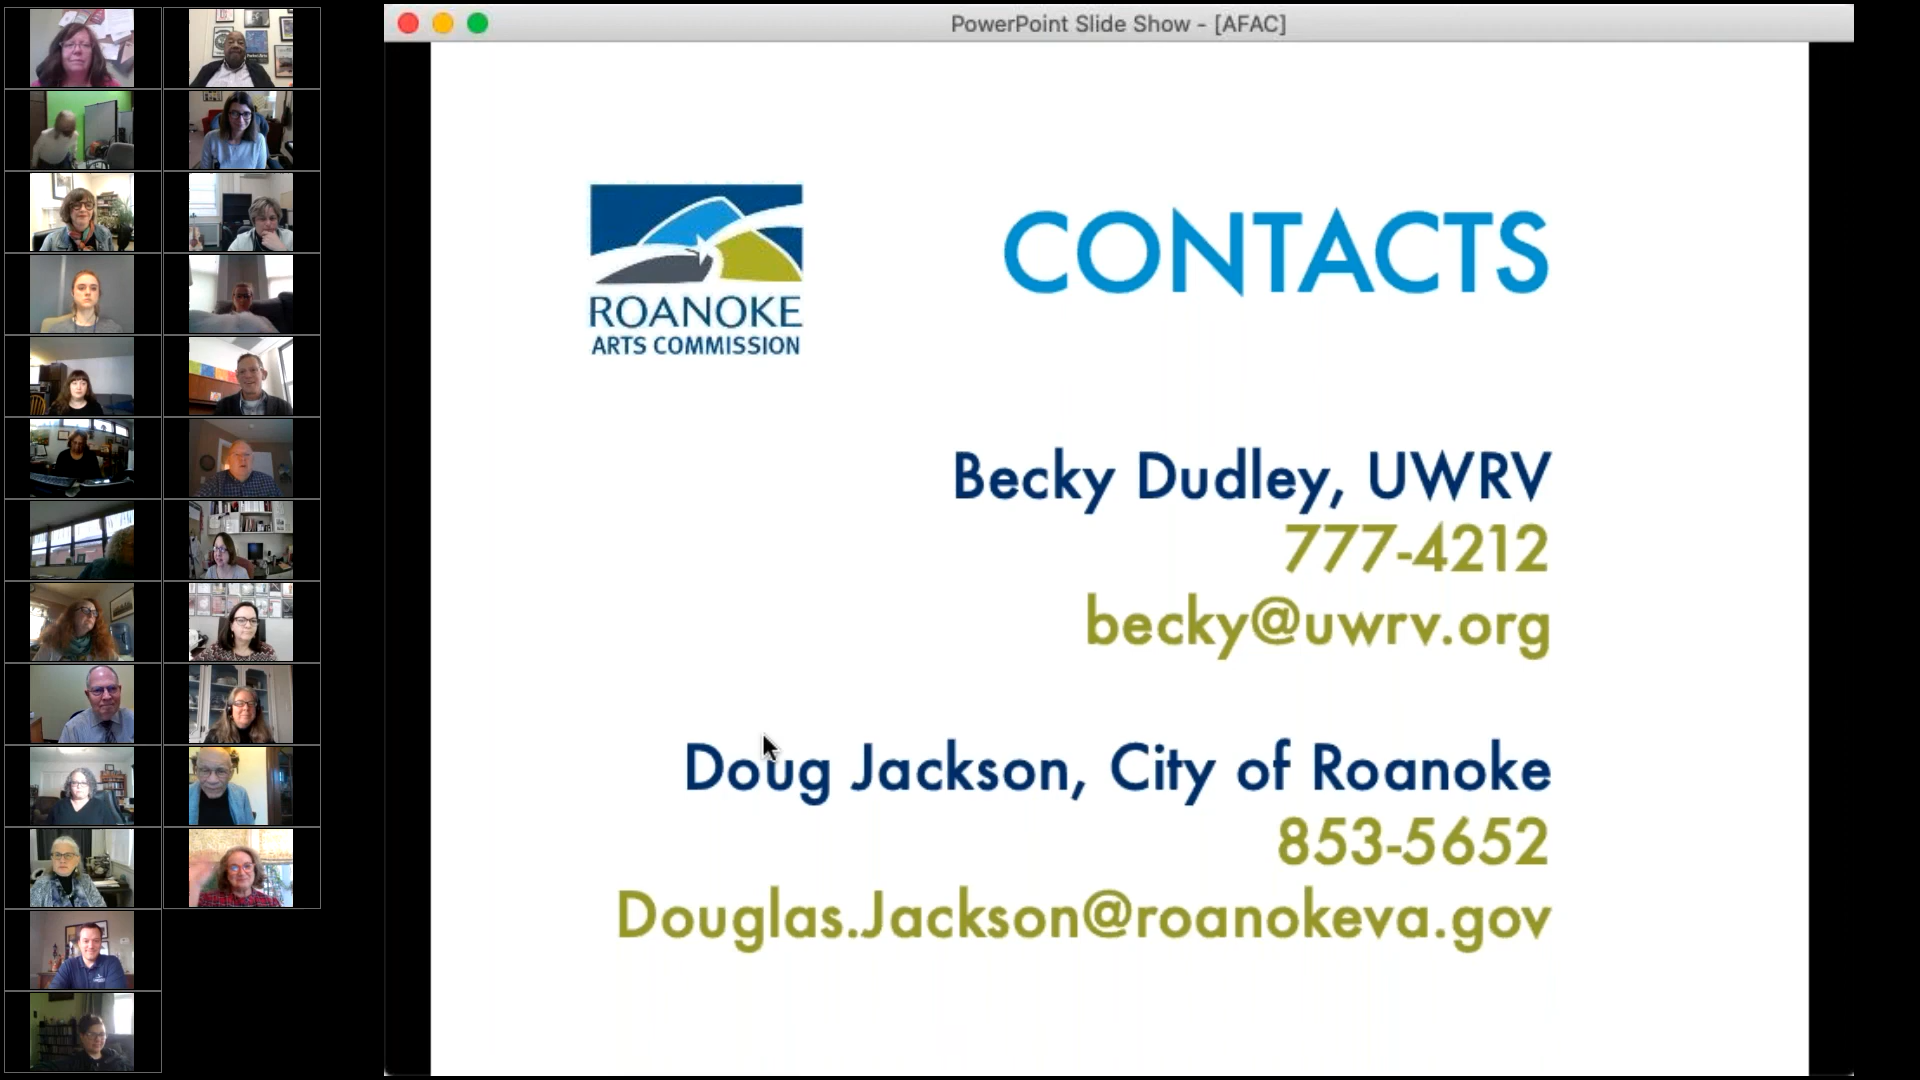 PowerPoint Slide Show - [AFAC]
ROANOKE
ARTS COMMISSION
CONTACTS
Becky Dudley, UWRV
777-4212
becky@uwrv.org
Doug Jackson, City of Roanoke
853-5652
Douglas.Jackson@roanokeva.gov